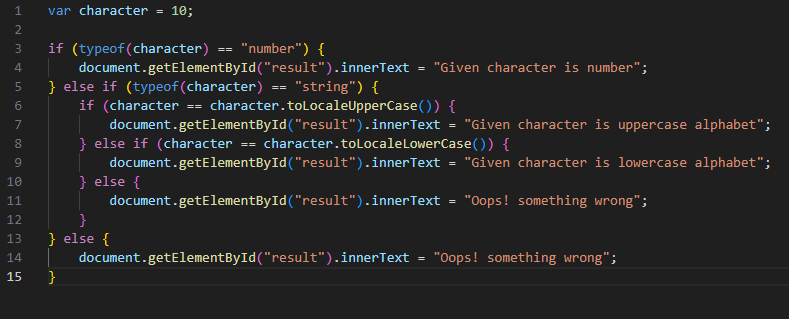 1 var character = 10;
2
3 if (typeof(character) == "number") {
4     document.getElementById("result").innerText = "Given character is number";
5 } else if (typeof(character) == "string") {
6     if (character == character.toLocaleUpperCase()) {
7         document.getElementById("result").innerText = "Given character is uppercase alphabet";
8     } else if (character == character.toLocaleLowerCase()) {
9         document.getElementById("result").innerText = "Given character is lowercase alphabet";
10     } else {
11         document.getElementById("result").innerText = "Oops! something wrong";
12     }
13 } else {
14     document.getElementById("result").innerText = "Oops! something wrong";
15 }